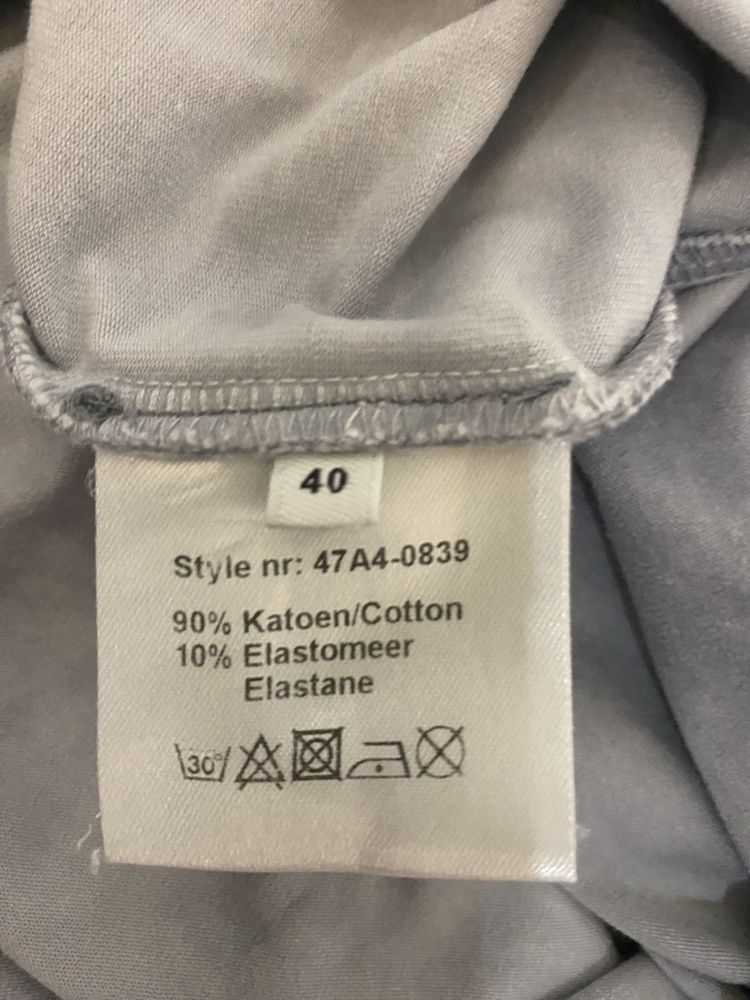 40
Style nr: 47A4-0839
90% Katoen/Cotton
10% Elastomeer
Elastane
30°